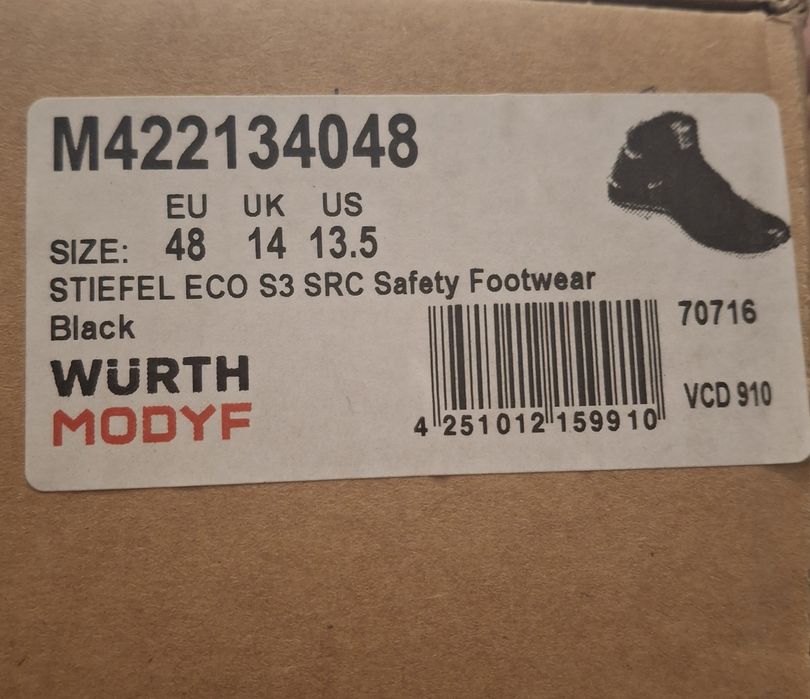 M422134048
EU UK US
SIZE: 48 14 13.5
STIEFEL ECO S3 SRC Safety Footwear
Black
70716
WÜRTH
MODYF
VCD 910
4 251012 159910